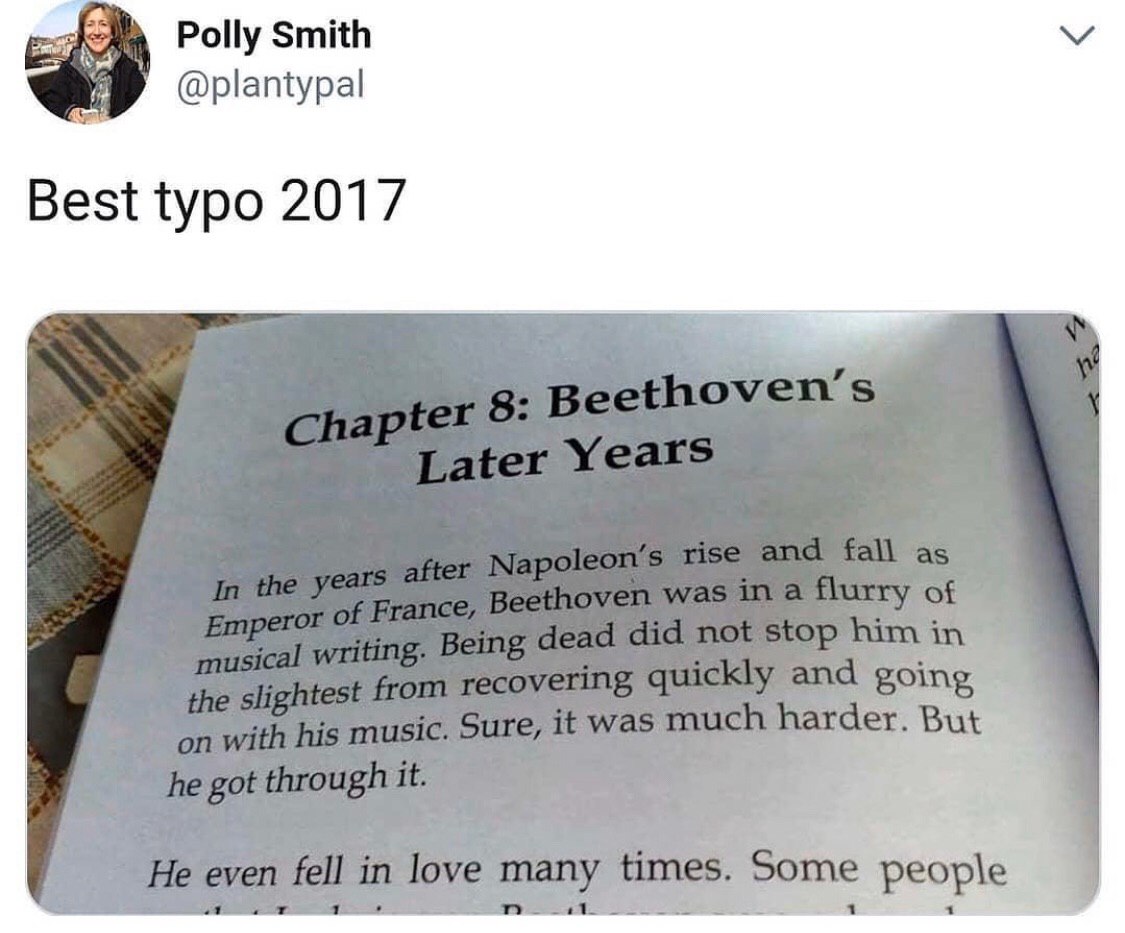 Polly Smith
@plantypal
Best typo 2017
Chapter 8: Beethoven's
Later Years
In the years after Napoleon's rise and fall as
Emperor of France, Beethoven was in a flurry of
musical writing. Being dead did not stop him in
the slightest from recovering quickly and going
on with his music. Sure, it was much harder. But
he got through it.
He even fell in love many times. Some people